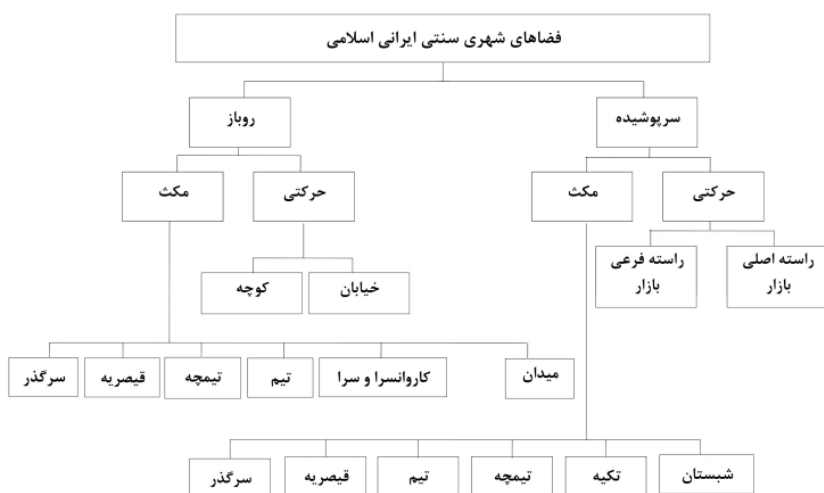 فضاهای شهری سنتی ایرانی اسلامی
سرپوشیده
روباز
حرکتی
مکث
حرکتی
مکث
راسته اصلی
بازار
راسته فرعی
بازار
خیابان
کوچه
میدان
کاروانسرا و سرا
تیم
تیمچه
قیصریه
سرگذر
شبستان
تکیه
تیمچه
تیم
قیصریه
سرگذر